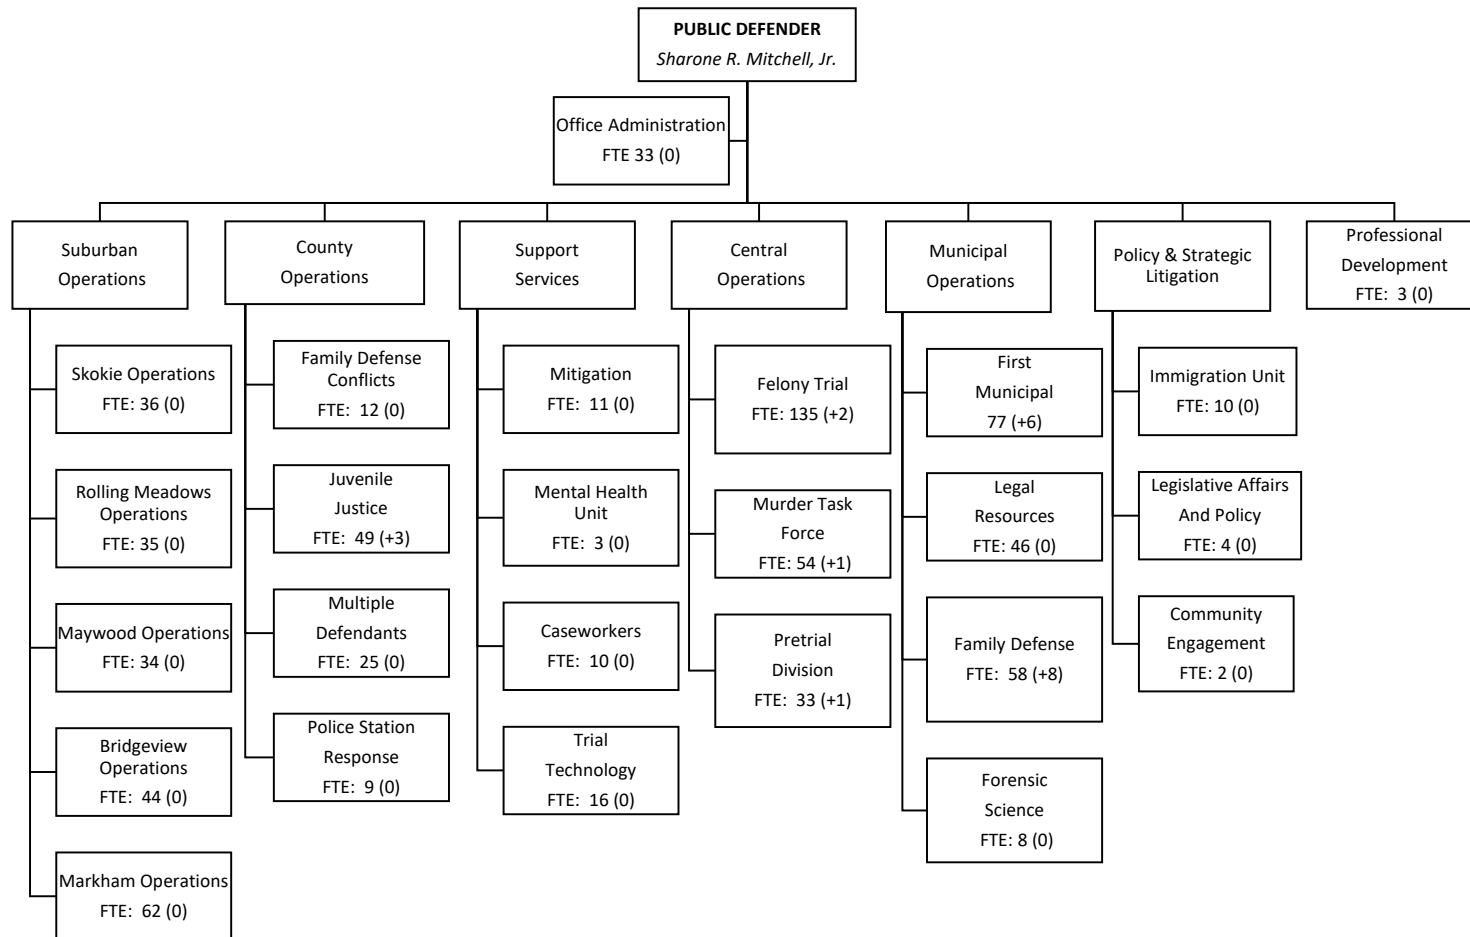 PUBLIC DEFENDER
Sharone R. Mitchell, Jr.
Office Administration
FTE 33 (0)
Suburban
Operations
Skokie Operations
FTE: 36 (0)
Rolling Meadows
Operations
FTE: 35 (0)
Maywood Operations
FTE: 34 (0)
Bridgeview
Operations
FTE: 44 (0)
Markham Operations
FTE: 62 (0)
County
Operations
Family Defense
Conflicts
FTE: 12 (0)
Juvenile
Justice
FTE: 49 (+3)
Multiple
Defendants
FTE: 25 (0)
Police Station
Response
FTE: 9 (0)
Support
Services
Mitigation
FTE: 11 (0)
Mental Health
Unit
FTE: 3 (0)
Caseworkers
FTE: 10 (0)
Trial
Technology
FTE: 16 (0)
Central
Operations
Felony Trial
FTE: 135 (+2)
Murder Task
Force
FTE: 54 (+1)
Pretrial
Division
FTE: 33 (+1)
Municipal
Operations
First
Municipal
77 (+6)
Legal
Resources
FTE: 46 (0)
Family Defense
FTE: 58 (+8)
Forensic
Science
FTE: 8 (0)
Policy & Strategic
Litigation
Immigration Unit
FTE: 10 (0)
Legislative Affairs
And Policy
FTE: 4 (0)
Community
Engagement
FTE: 2 (0)
Professional
Development
FTE: 3 (0)